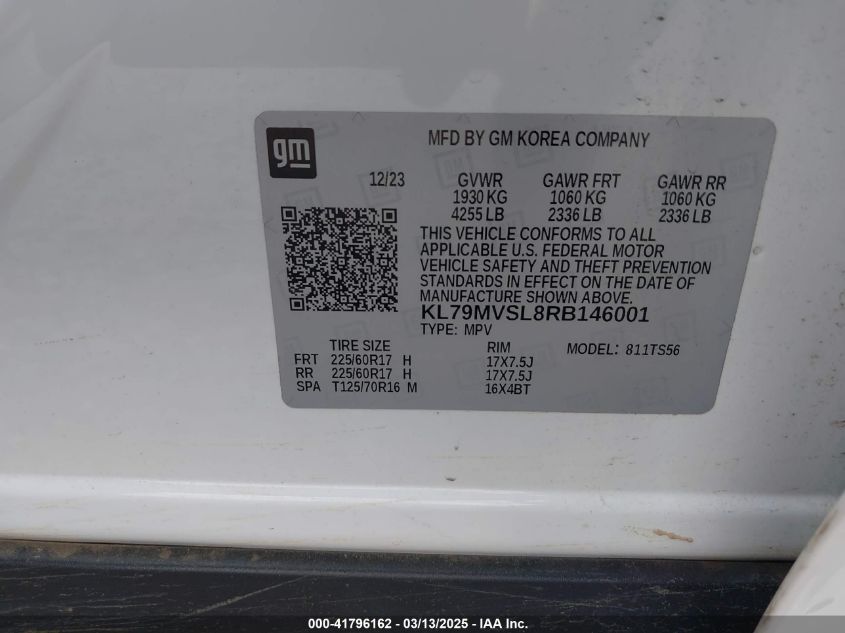 gm
MFD BY GM KOREA COMPANY
12/23 GVWR GAWR FRT GAWR RR
1930 KG 1060 KG 1060 KG
4255 LB 2336 LB 2336 LB
THIS VEHICLE CONFORMS TO ALL
APPLICABLE U.S. FEDERAL MOTOR
VEHICLE SAFETY AND THEFT PREVENTION
STANDARDS IN EFFECT ON THE DATE OF
MANUFACTURE SHOWN ABOVE.
KL79MVSL8RB146001
TYPE: MPV
TIRE SIZE RIM MODEL: 811TS56
FRT 225/60R17 H 17X7.5J
RR 225/60R17 H 17X7.5J
SPA T125/70R16 M 16X4BT
000-41796162 - 03/13/2025 - IAA Inc.